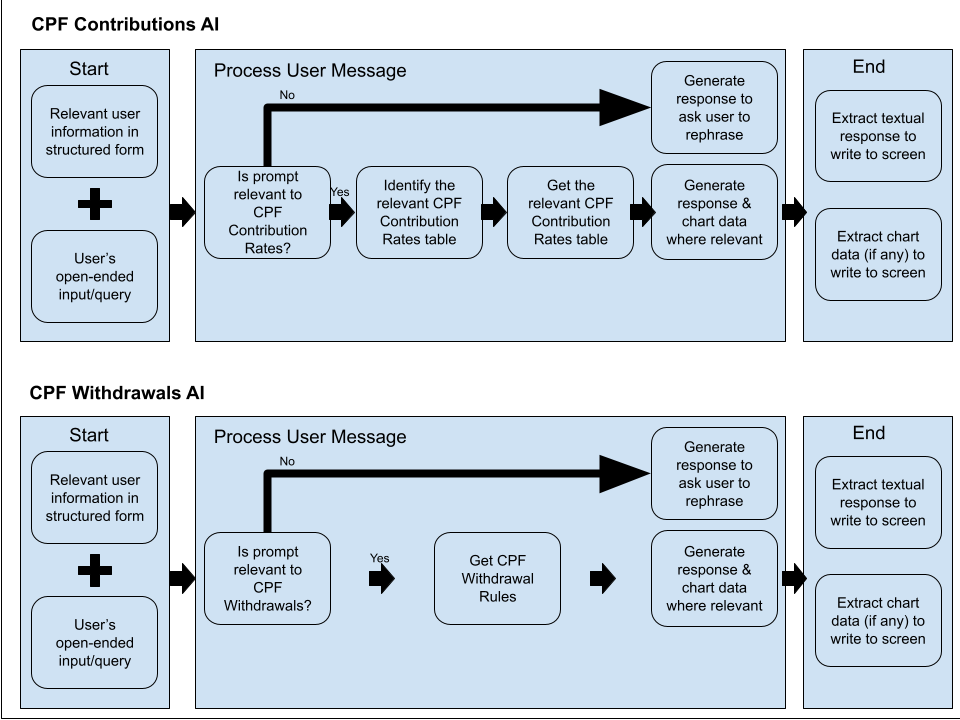 CPF Contributions AI
Start
Relevant user
information in
structured form
User's
open-ended
input/query
Process User Message
No
Is prompt
relevant to
CPF
Contribution
Rates?
Yes
Identify the
relevant CPF
Contribution
Rates table
Get the
relevant CPF
Contribution
Rates table
Generate
response to
ask user to
rephrase
Generate
response &
chart data
where relevant
End
Extract textual
response to
write to screen
Extract chart
data (if any) to
write to screen
CPF Withdrawals AI
Start
Relevant user
information in
structured form
User's
open-ended
input/query
Process User Message
No
Is prompt
relevant to
CPF
Withdrawals?
Yes
Get CPF
Withdrawal
Rules
Generate
response to
ask user to
rephrase
Generate
response &
chart data
where relevant
End
Extract textual
response to
write to screen
Extract chart
data (if any) to
write to screen